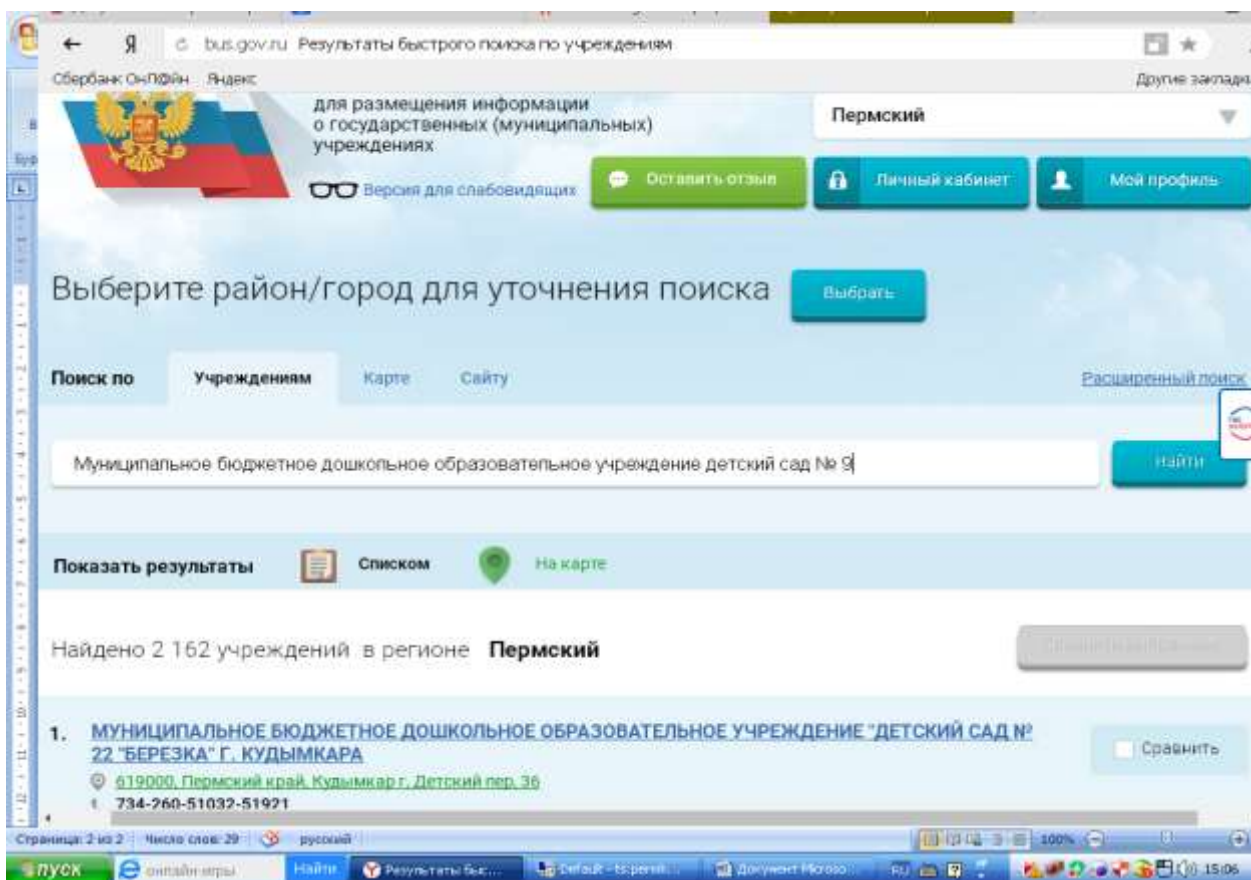 ← Я bus.gov.ru Результаты быстрого поиска по учреждениям
Сбербанк ОнЛ@йн Яндекс Другие закладки
для размещения информации
о государственных (муниципальных)
учреждениях
Пермский
Версия для слабовидящих
Оставить отзыв
Личный кабинет
Мой профиль
Выберите район/город для уточнения поиска
Выбрать
Поиск по Учреждениям Карте Сайту Расширенный поиск
Муниципальное бюджетное дошкольное образовательное учреждение детский сад № 9
Найти
Показать результаты Списком На карте
Найдено 2 162 учреждений в регионе Пермский
1. МУНИЦИПАЛЬНОЕ БЮДЖЕТНОЕ ДОШКОЛЬНОЕ ОБРАЗОВАТЕЛЬНОЕ УЧРЕЖДЕНИЕ "ДЕТСКИЙ САД №
22 "БЕРЕЗКА" Г. КУДЫМКАРА
Сравнить
619000, Пермский край, Кудымкар г, Детский пер, 36
734-260-51032-51921
Страница: 2 из 2 Число слов: 29 русский 100%
пуск онлайн игры Найти Результаты быс... Default - ts.permk... Документ Microso... RU 15:06